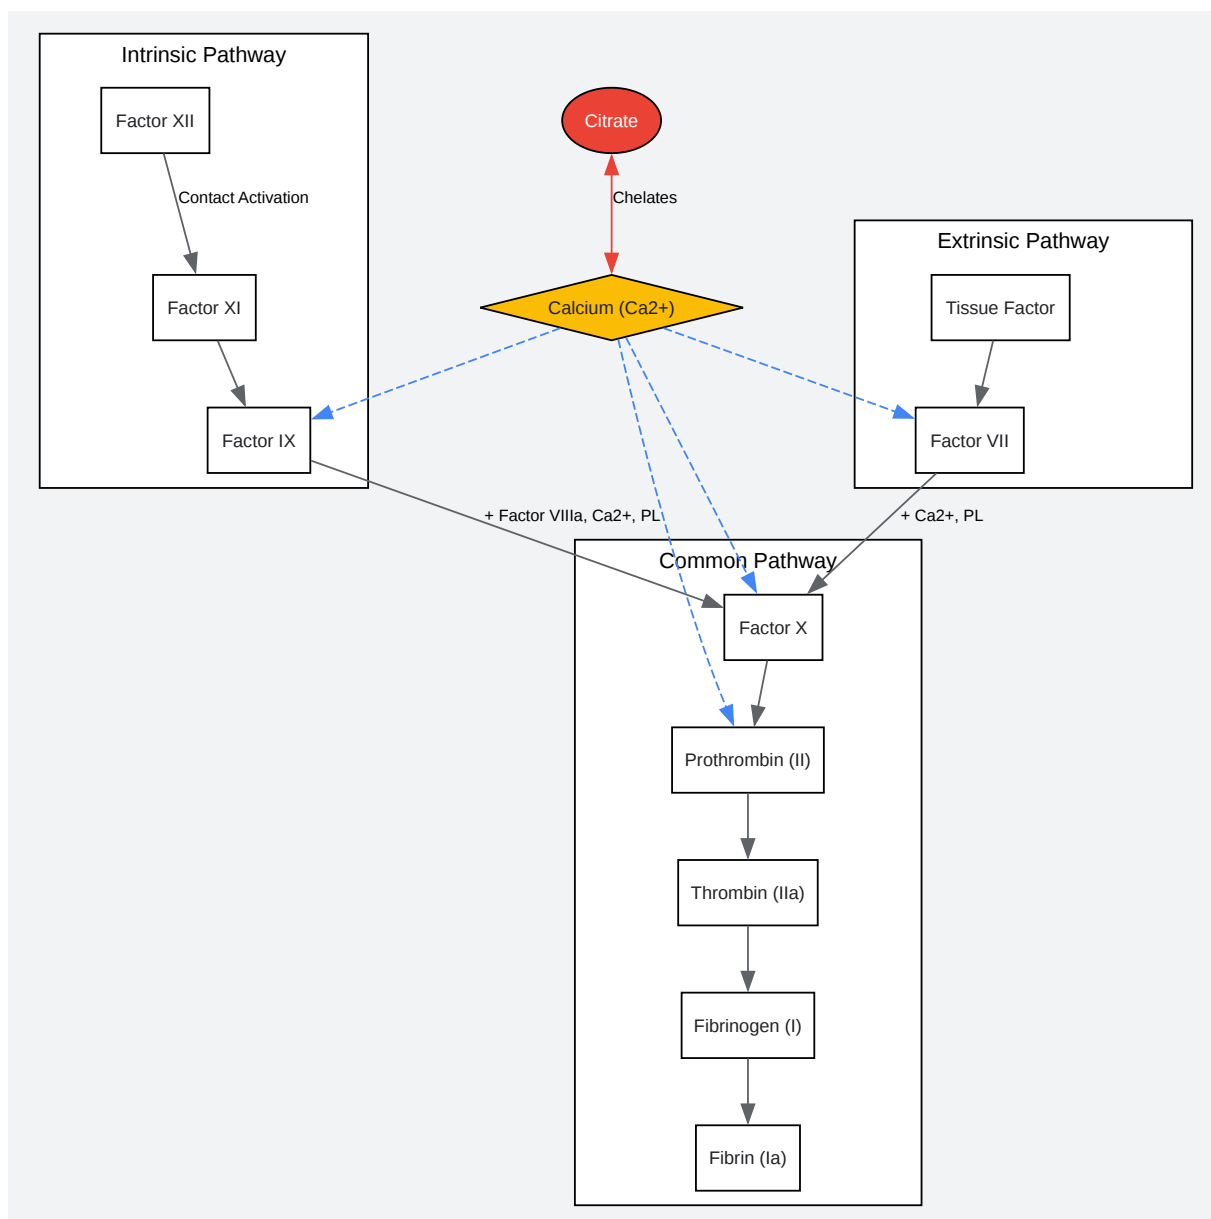 Intrinsic Pathway
Factor XII
Citrate
Contact Activation
Chelates
Extrinsic Pathway
Factor XI
Calcium (Ca2+)
Tissue Factor
Factor IX
Factor VII
+ Factor VIIIa, Ca2+, PL
+ Ca2+, PL
Common Pathway
Factor X
Prothrombin (II)
Thrombin (IIa)
Fibrinogen (I)
Fibrin (Ia)